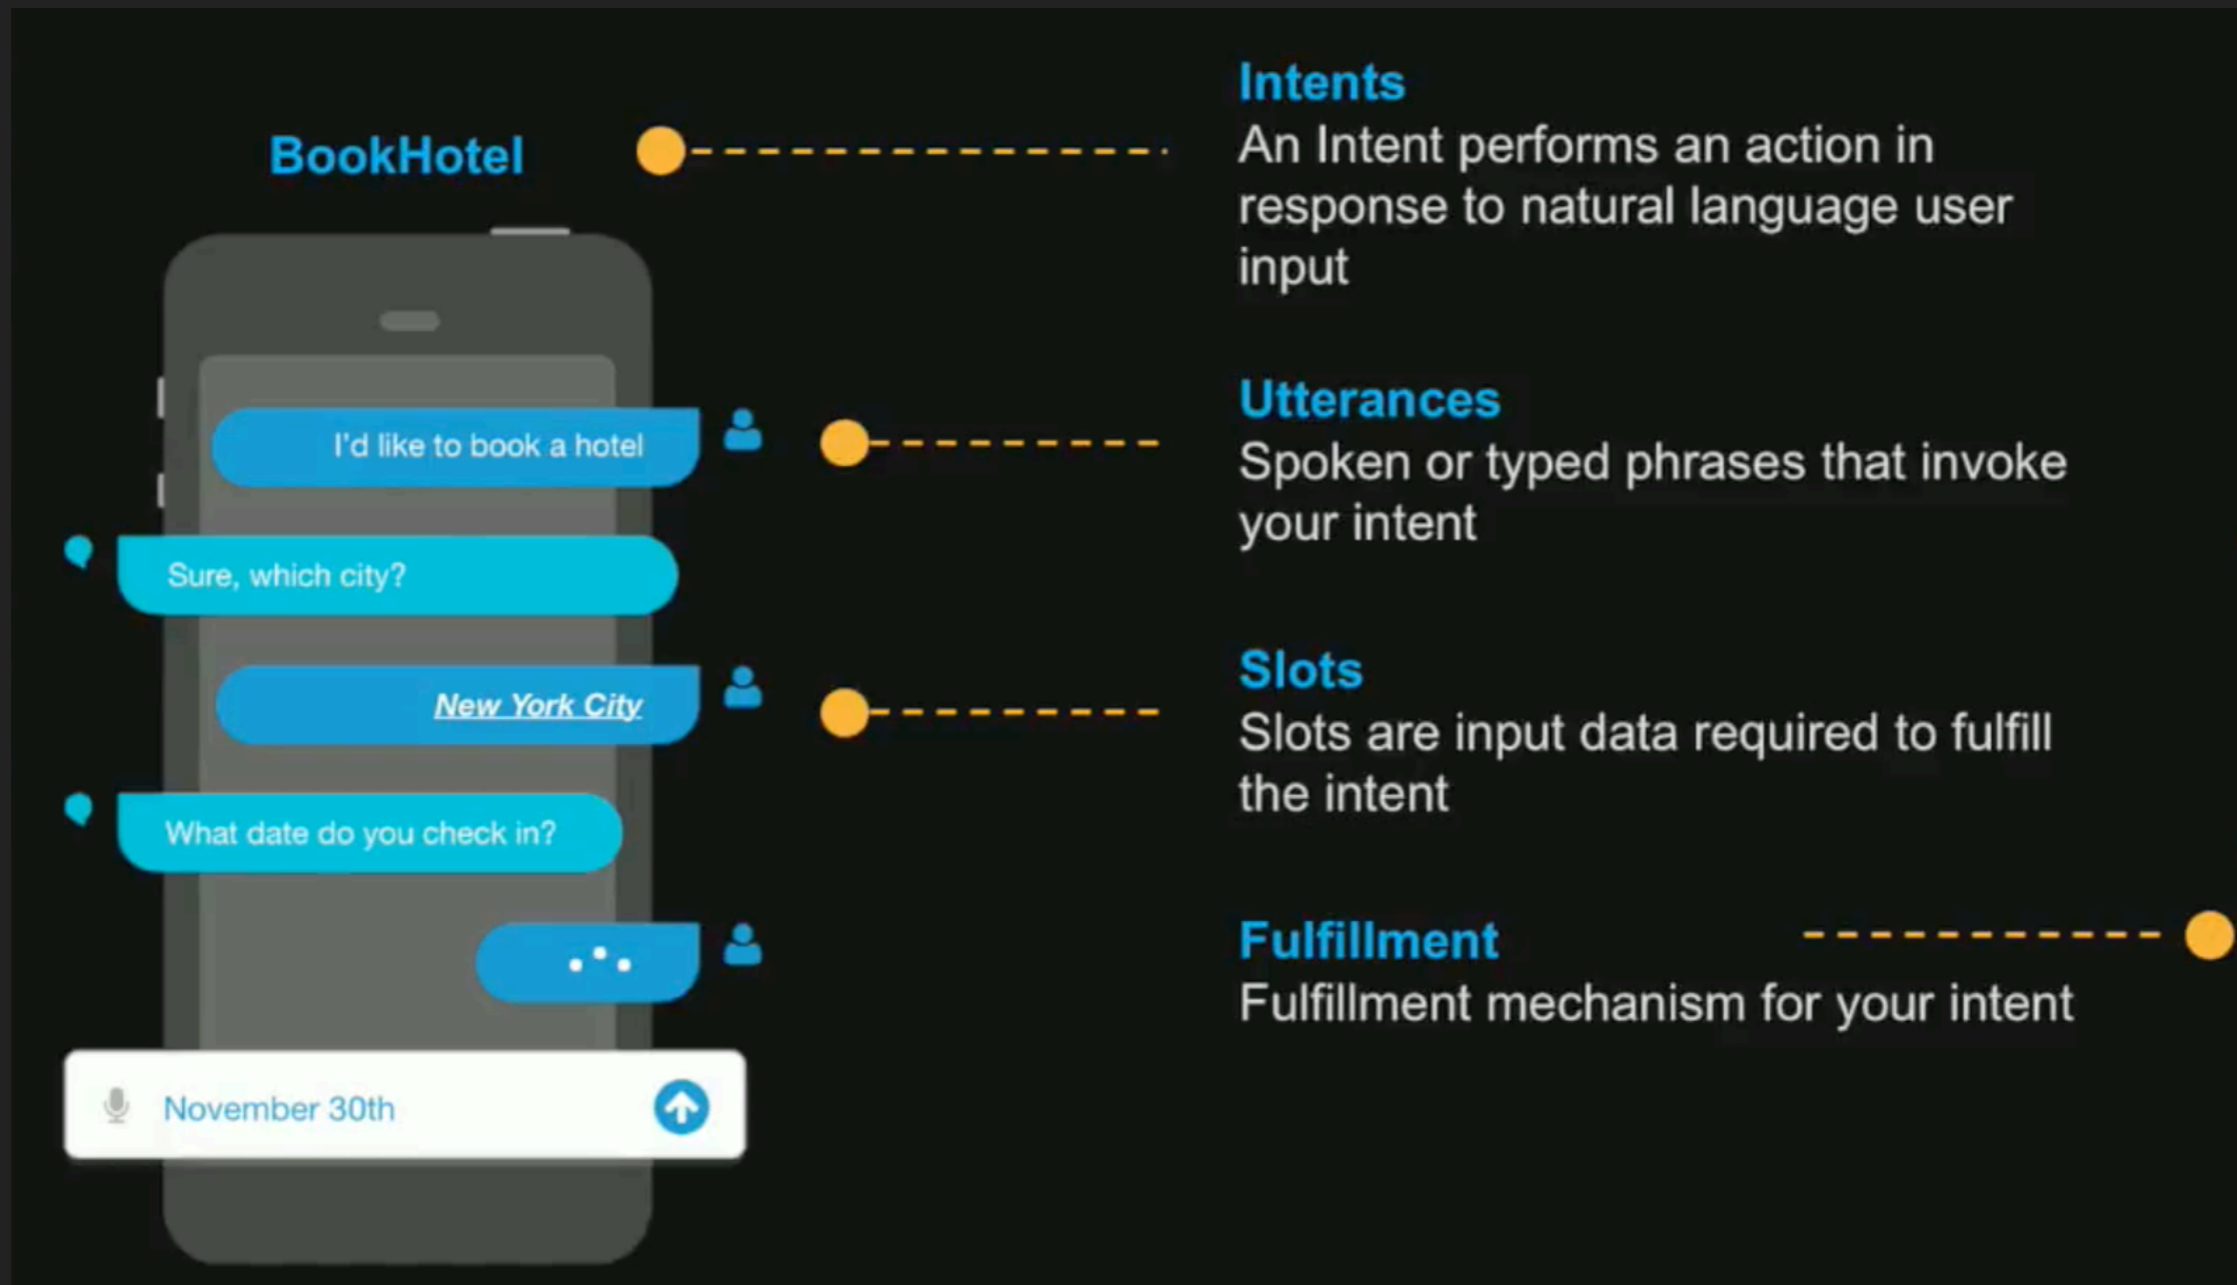 BookHotel
I'd like to book a hotel
Sure, which city?
New York City
What date do you check in?
November 30th
Intents
An Intent performs an action in
response to natural language user
input
Utterances
Spoken or typed phrases that invoke
your intent
Slots
Slots are input data required to fulfill
the intent
Fulfillment
Fulfillment mechanism for your intent